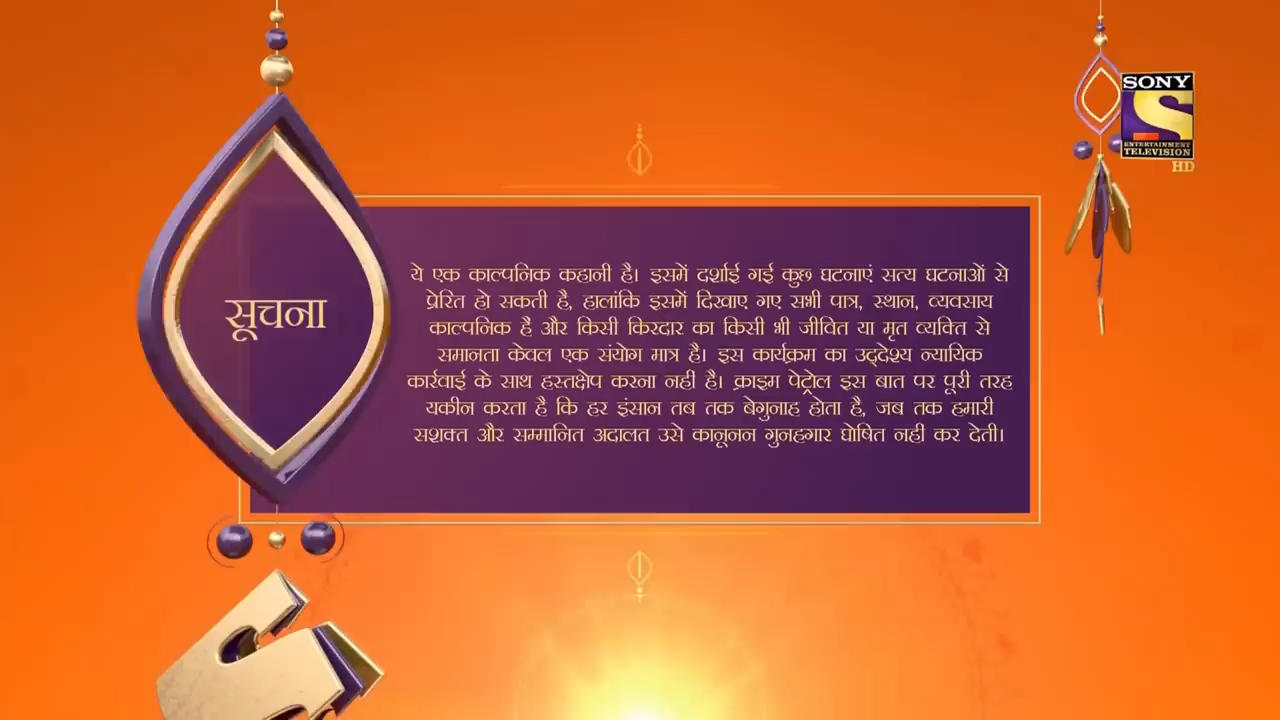 सूचना
ये एक काल्पनिक कहानी है। इसमें दर्शाई गई कुछ घटनाएं सत्य घटनाओं से
प्रेरित हो सकती है, हालांकि इसमें दिखाए गए सभी पात्र, स्थान, व्यवसाय
काल्पनिक है और किसी किरदार का किसी भी जीवित या मृत व्यक्ति से
समानता केवल एक संयोग मात्र है। इस कार्यक्रम का उद्देश्य न्यायिक
कार्रवाई के साथ हस्तक्षेप करना नहीं है। क्राइम पेट्रोल इस बात पर पूरी तरह
यकीन करता है कि हर इंसान तब तक बेगुनाह होता है, जब तक हमारी
सशक्त और सम्मानित अदालत उसे कानूनन गुनहगार घोषित नहीं कर देती।
SONY
ENTERTAINMENT
TELEVISION
HD